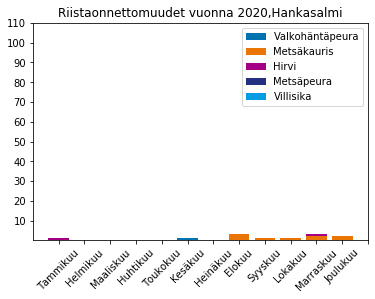 Riistaonnettomuudet vuonna 2020,Hankasalmi
110
100
90
80
70
60
50
40
30
20
10
Valkohäntäpeura
Metsäkauris
Hirvi
Metsäpeura
Villisika
Tammikuu
Helmikuu
Maaliskuu
Huhtikuu
Toukokuu
Kesäkuu
Heinäkuu
Elokuu
Syyskuu
Lokakuu
Marraskuu
Joulukuu